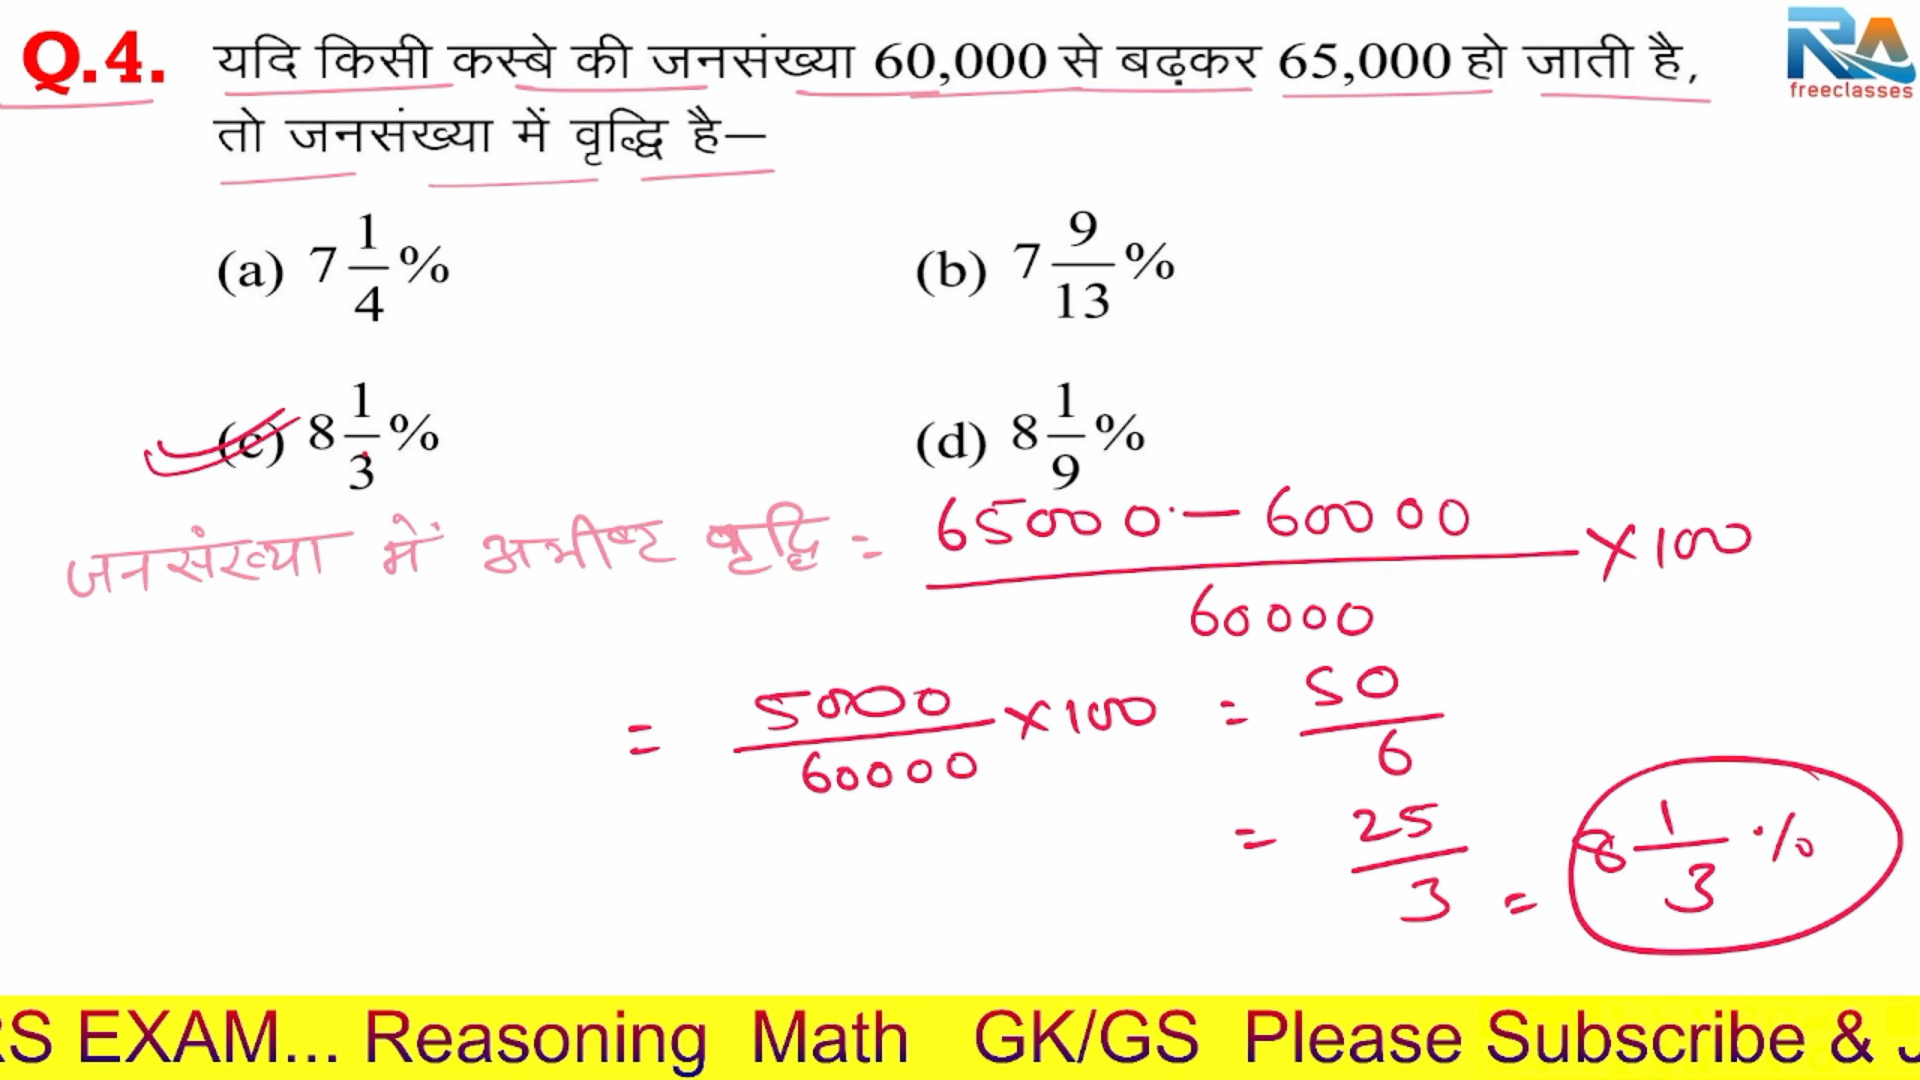 Q.4. यदि किसी कस्बे की जनसंख्या 60,000 से बढ़कर 65,000 हो जाती है,
तो जनसंख्या में वृद्धि है—
RA
freeclasses
(a) 7 1/4 %
(b) 7 9/13 %
(c) 8 1/3 %
(d) 8 1/9 %
जनसंख्या में अभीष्ट वृद्धि = 65000 - 60000 / 60000 × 100
= 5000/60000 × 100 = 50/6
= 25/3 = 8 1/3 %
RS EXAM... Reasoning Math GK/GS Please Subscribe &